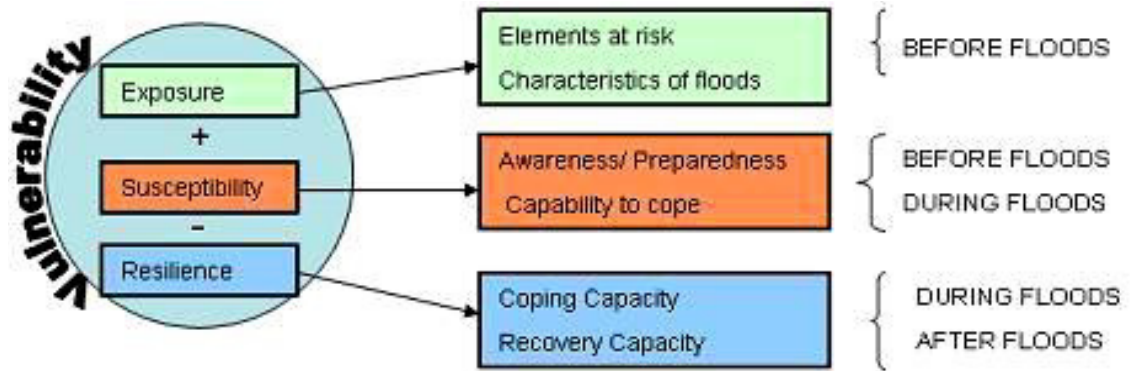 Vulnerability
Exposure
+
Susceptibility
-
Resilience
Elements at risk
Characteristics of floods
BEFORE FLOODS
Awareness/ Preparedness
Capability to cope
BEFORE FLOODS
DURING FLOODS
Coping Capacity
Recovery Capacity
DURING FLOODS
AFTER FLOODS